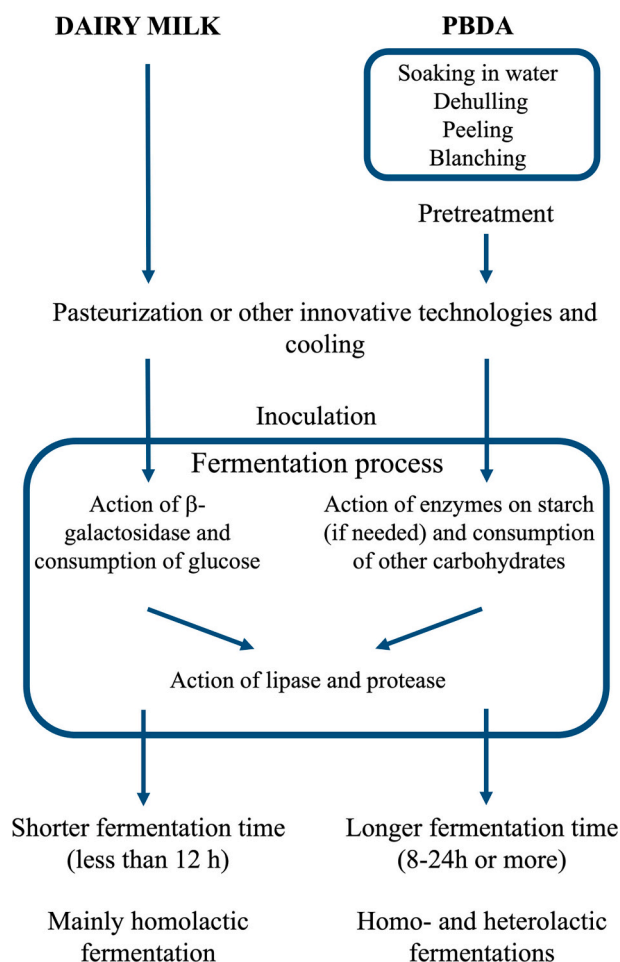 DAIRY MILK
PBDA
Soaking in water
Dehulling
Peeling
Blanching
Pretreatment
Pasteurization or other innovative technologies and
cooling
Inoculation
Fermentation process
Action of β-
galactosidase and
consumption of glucose
Action of enzymes on starch
(if needed) and consumption
of other carbohydrates
Action of lipase and protease
Shorter fermentation time
(less than 12 h)
Longer fermentation time
(8-24h or more)
Mainly homolactic
fermentation
Homo- and heterolactic
fermentations